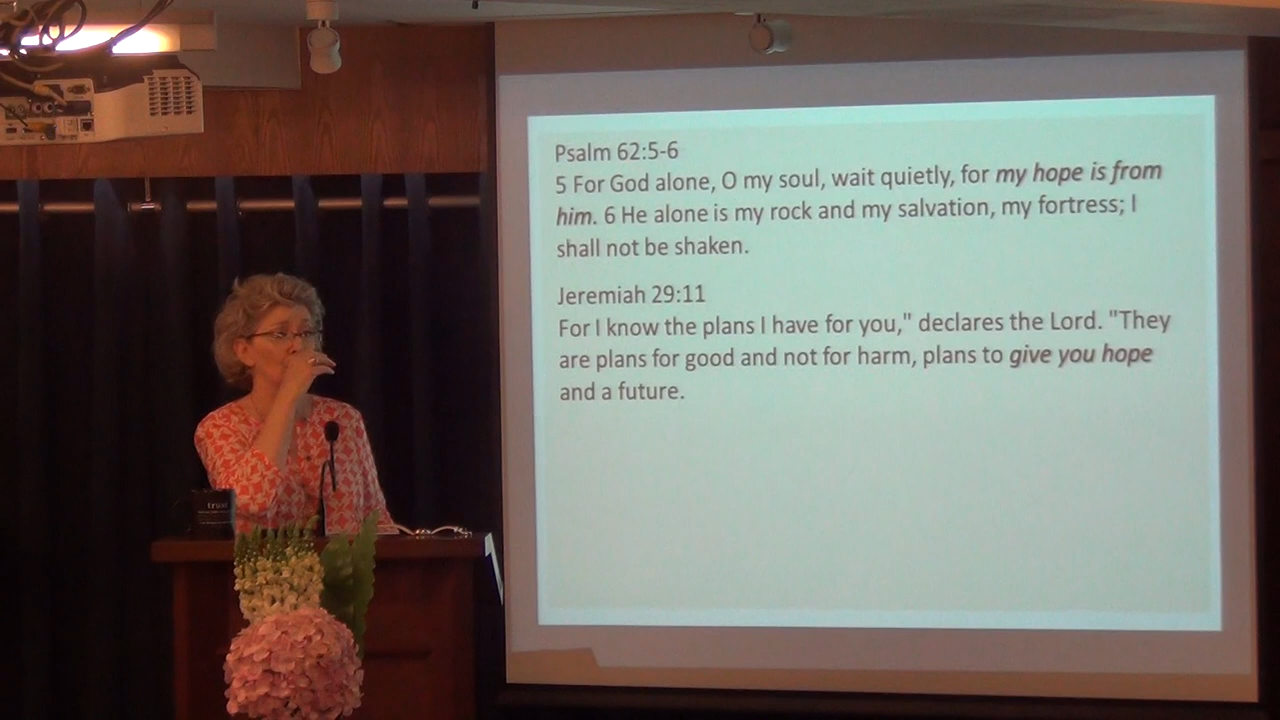 Psalm 62:5-6
5 For God alone, O my soul, wait quietly, for my hope is from
him. 6 He alone is my rock and my salvation, my fortress; I
shall not be shaken.
Jeremiah 29:11
For I know the plans I have for you," declares the Lord. "They
are plans for good and not for harm, plans to give you hope
and a future.